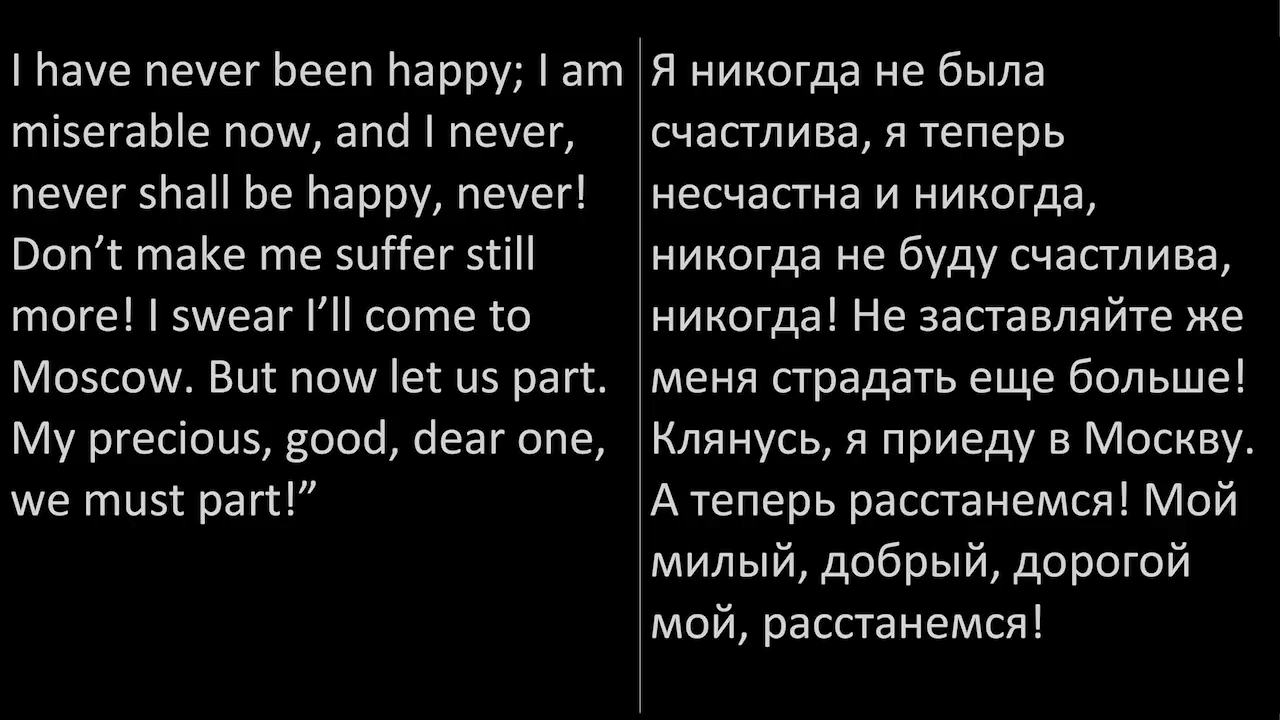 I have never been happy; I am
miserable now, and I never,
never shall be happy, never!
Don’t make me suffer still
more! I swear I’ll come to
Moscow. But now let us part.
My precious, good, dear one,
we must part!”
Я никогда не была
счастлива, я теперь
несчастна и никогда,
никогда не буду счастлива,
никогда! Не заставляйте же
меня страдать еще больше!
Клянусь, я приеду в Москву.
А теперь расстанемся! Мой
милый, добрый, дорогой
мой, расстанемся!